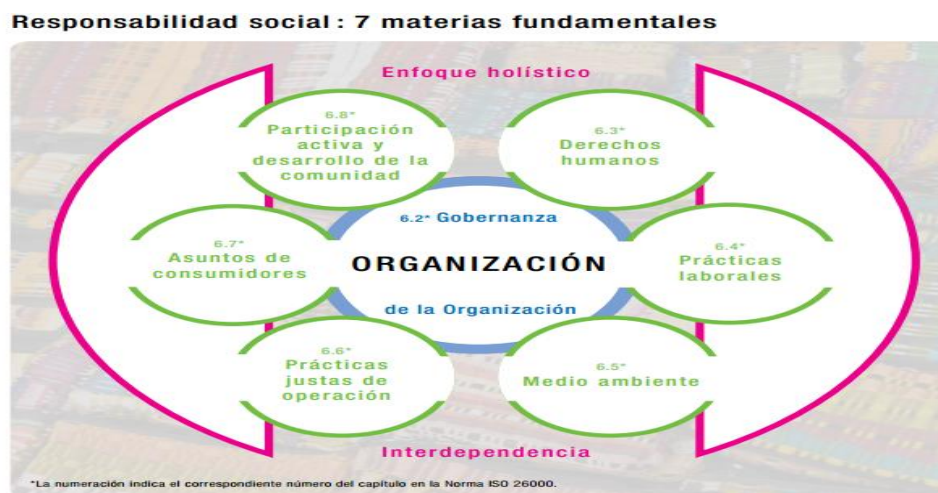 Responsabilidad social : 7 materias fundamentales
Enfoque holístico
6.8*
Participación
activa y
desarrollo de la
comunidad
6.3*
Derechos
humanos
6.2* Gobernanza
6.7*
Asuntos de
consumidores
ORGANIZACIÓN
6.4*
Prácticas
laborales
de la Organización
6.6*
Prácticas
justas de
operación
6.5*
Medio ambiente
Interdependencia
*La numeración indica el correspondiente número del capítulo en la Norma ISO 26000.